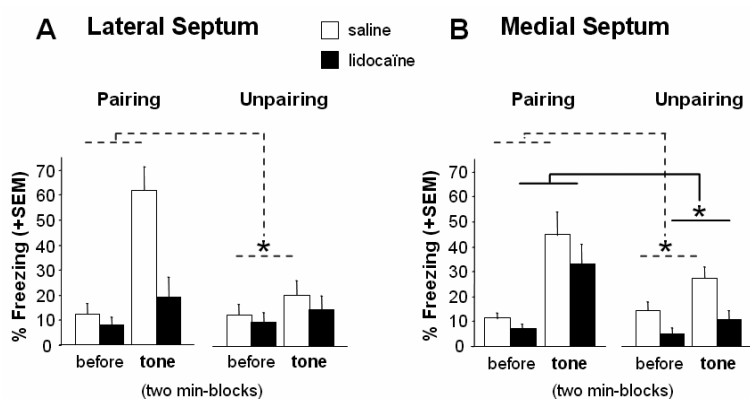 A Lateral Septum
saline
lidocaïne
B Medial Septum
Pairing Unpairing
Pairing Unpairing
% Freezing (+SEM)
70
60
50
40
30
20
10
0
*
before tone before tone
(two min-blocks)
% Freezing (+SEM)
70
60
50
40
30
20
10
0
*
*
before tone before tone
(two min-blocks)